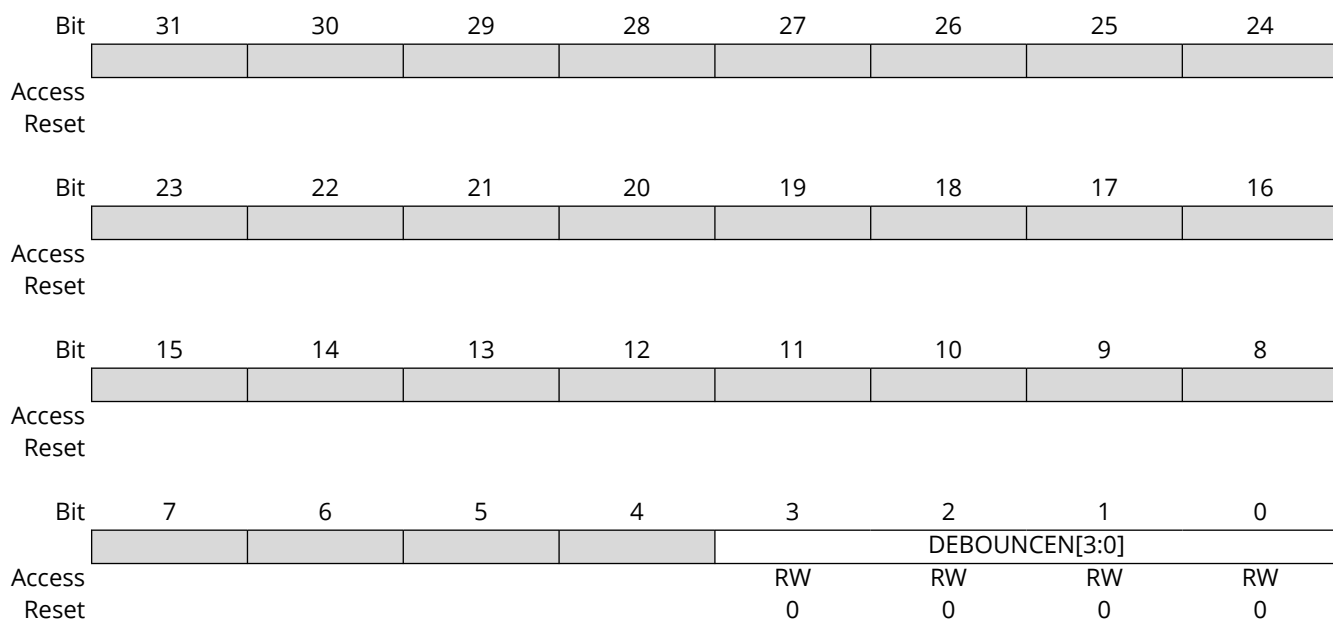 Bit 31 30 29 28 27 26 25 24
Access
Reset
Bit 23 22 21 20 19 18 17 16
Access
Reset
Bit 15 14 13 12 11 10 9 8
Access
Reset
Bit 7 6 5 4 3 2 1 0
DEBOUNCEN[3:0]
Access RW RW RW RW
Reset 0 0 0 0